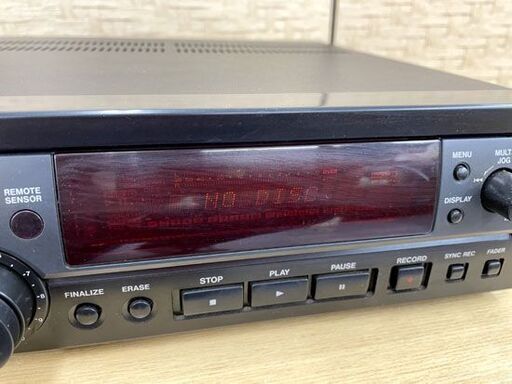 REMOTE
SENSOR
NO DISC
MENU
MULTI
JOG
DISPLAY
FINALIZE
ERASE
STOP
PLAY
PAUSE
RECORD
SYNC REC
FADER